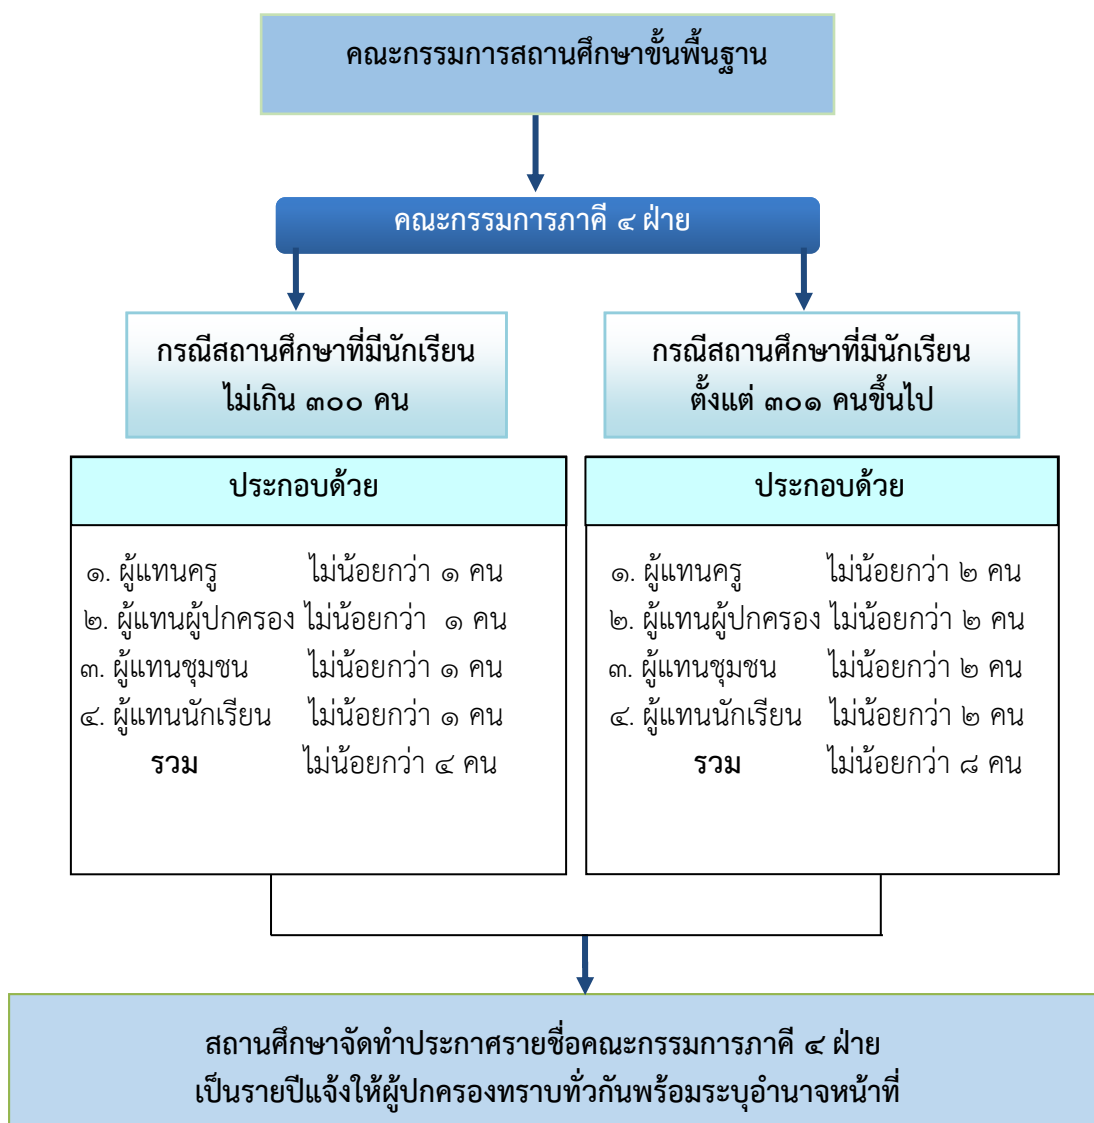 คณะกรรมการสถานศึกษาขั้นพื้นฐาน
คณะกรรมการภาคี ๔ ฝ่าย
กรณีสถานศึกษาที่มีนักเรียน
ไม่เกิน ๓๐๐ คน
กรณีสถานศึกษาที่มีนักเรียน
ตั้งแต่ ๓๐๑ คนขึ้นไป
ประกอบด้วย
๑. ผู้แทนครู ไม่น้อยกว่า ๑ คน
๒. ผู้แทนผู้ปกครอง ไม่น้อยกว่า ๑ คน
๓. ผู้แทนชุมชน ไม่น้อยกว่า ๑ คน
๔. ผู้แทนนักเรียน ไม่น้อยกว่า ๑ คน
รวม ไม่น้อยกว่า ๔ คน
ประกอบด้วย
๑. ผู้แทนครู ไม่น้อยกว่า ๒ คน
๒. ผู้แทนผู้ปกครอง ไม่น้อยกว่า ๒ คน
๓. ผู้แทนชุมชน ไม่น้อยกว่า ๒ คน
๔. ผู้แทนนักเรียน ไม่น้อยกว่า ๒ คน
รวม ไม่น้อยกว่า ๘ คน
สถานศึกษาจัดทำประกาศรายชื่อคณะกรรมการภาคี ๔ ฝ่าย
เป็นรายปีแจ้งให้ผู้ปกครองทราบทั่วกันพร้อมระบุอำนาจหน้าที่